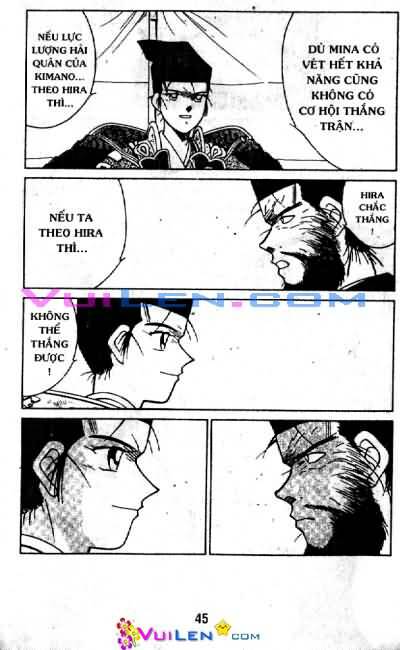 NẾU LỰC
LƯỢNG HẢI
QUÂN CỦA
KIMANO...
THEO HIRA
THÌ...
DÙ MINA CÓ
VÉT HẾT KHẢ
NĂNG CŨNG
KHÔNG CÓ
CƠ HỘI THẮNG
TRẬN...
NẾU TA
THEO HIRA
THÌ...
HIRA
CHẮC
THẮNG
!
VUILEN.COM
KHÔNG
THỂ
THẮNG
ĐƯỢC
!
45
VUILEN.COM